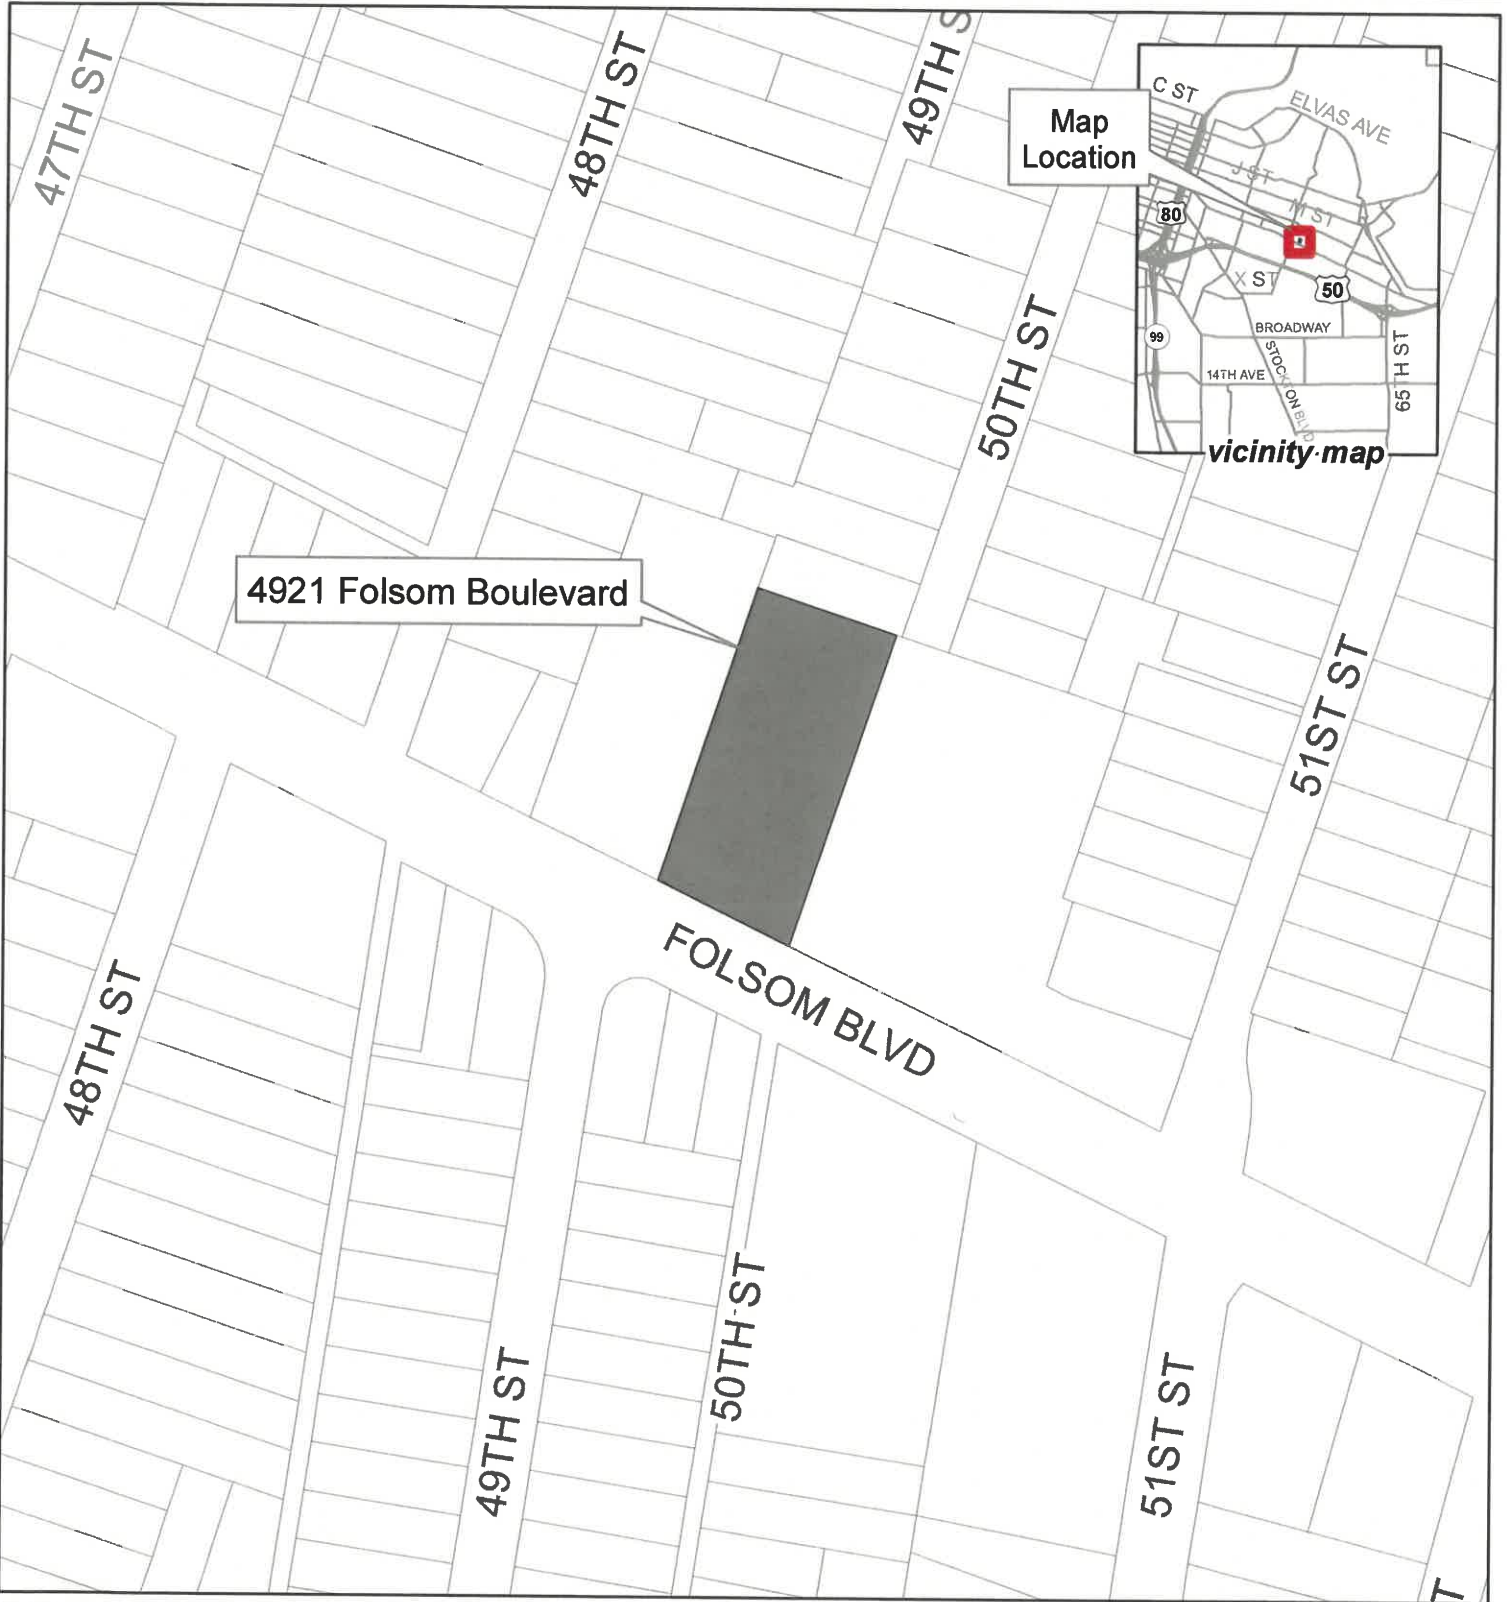 47TH ST
48TH ST
49TH S
50TH ST
Map
Location
C ST
ELVAS AVE
J ST
M ST
80
X ST
50
BROADWAY
99
STOCKTON BLVD
14TH AVE
65TH ST
vicinity map
4921 Folsom Boulevard
51ST ST
FOLSOM BLVD
48TH ST
49TH ST
50TH ST
51ST ST
T